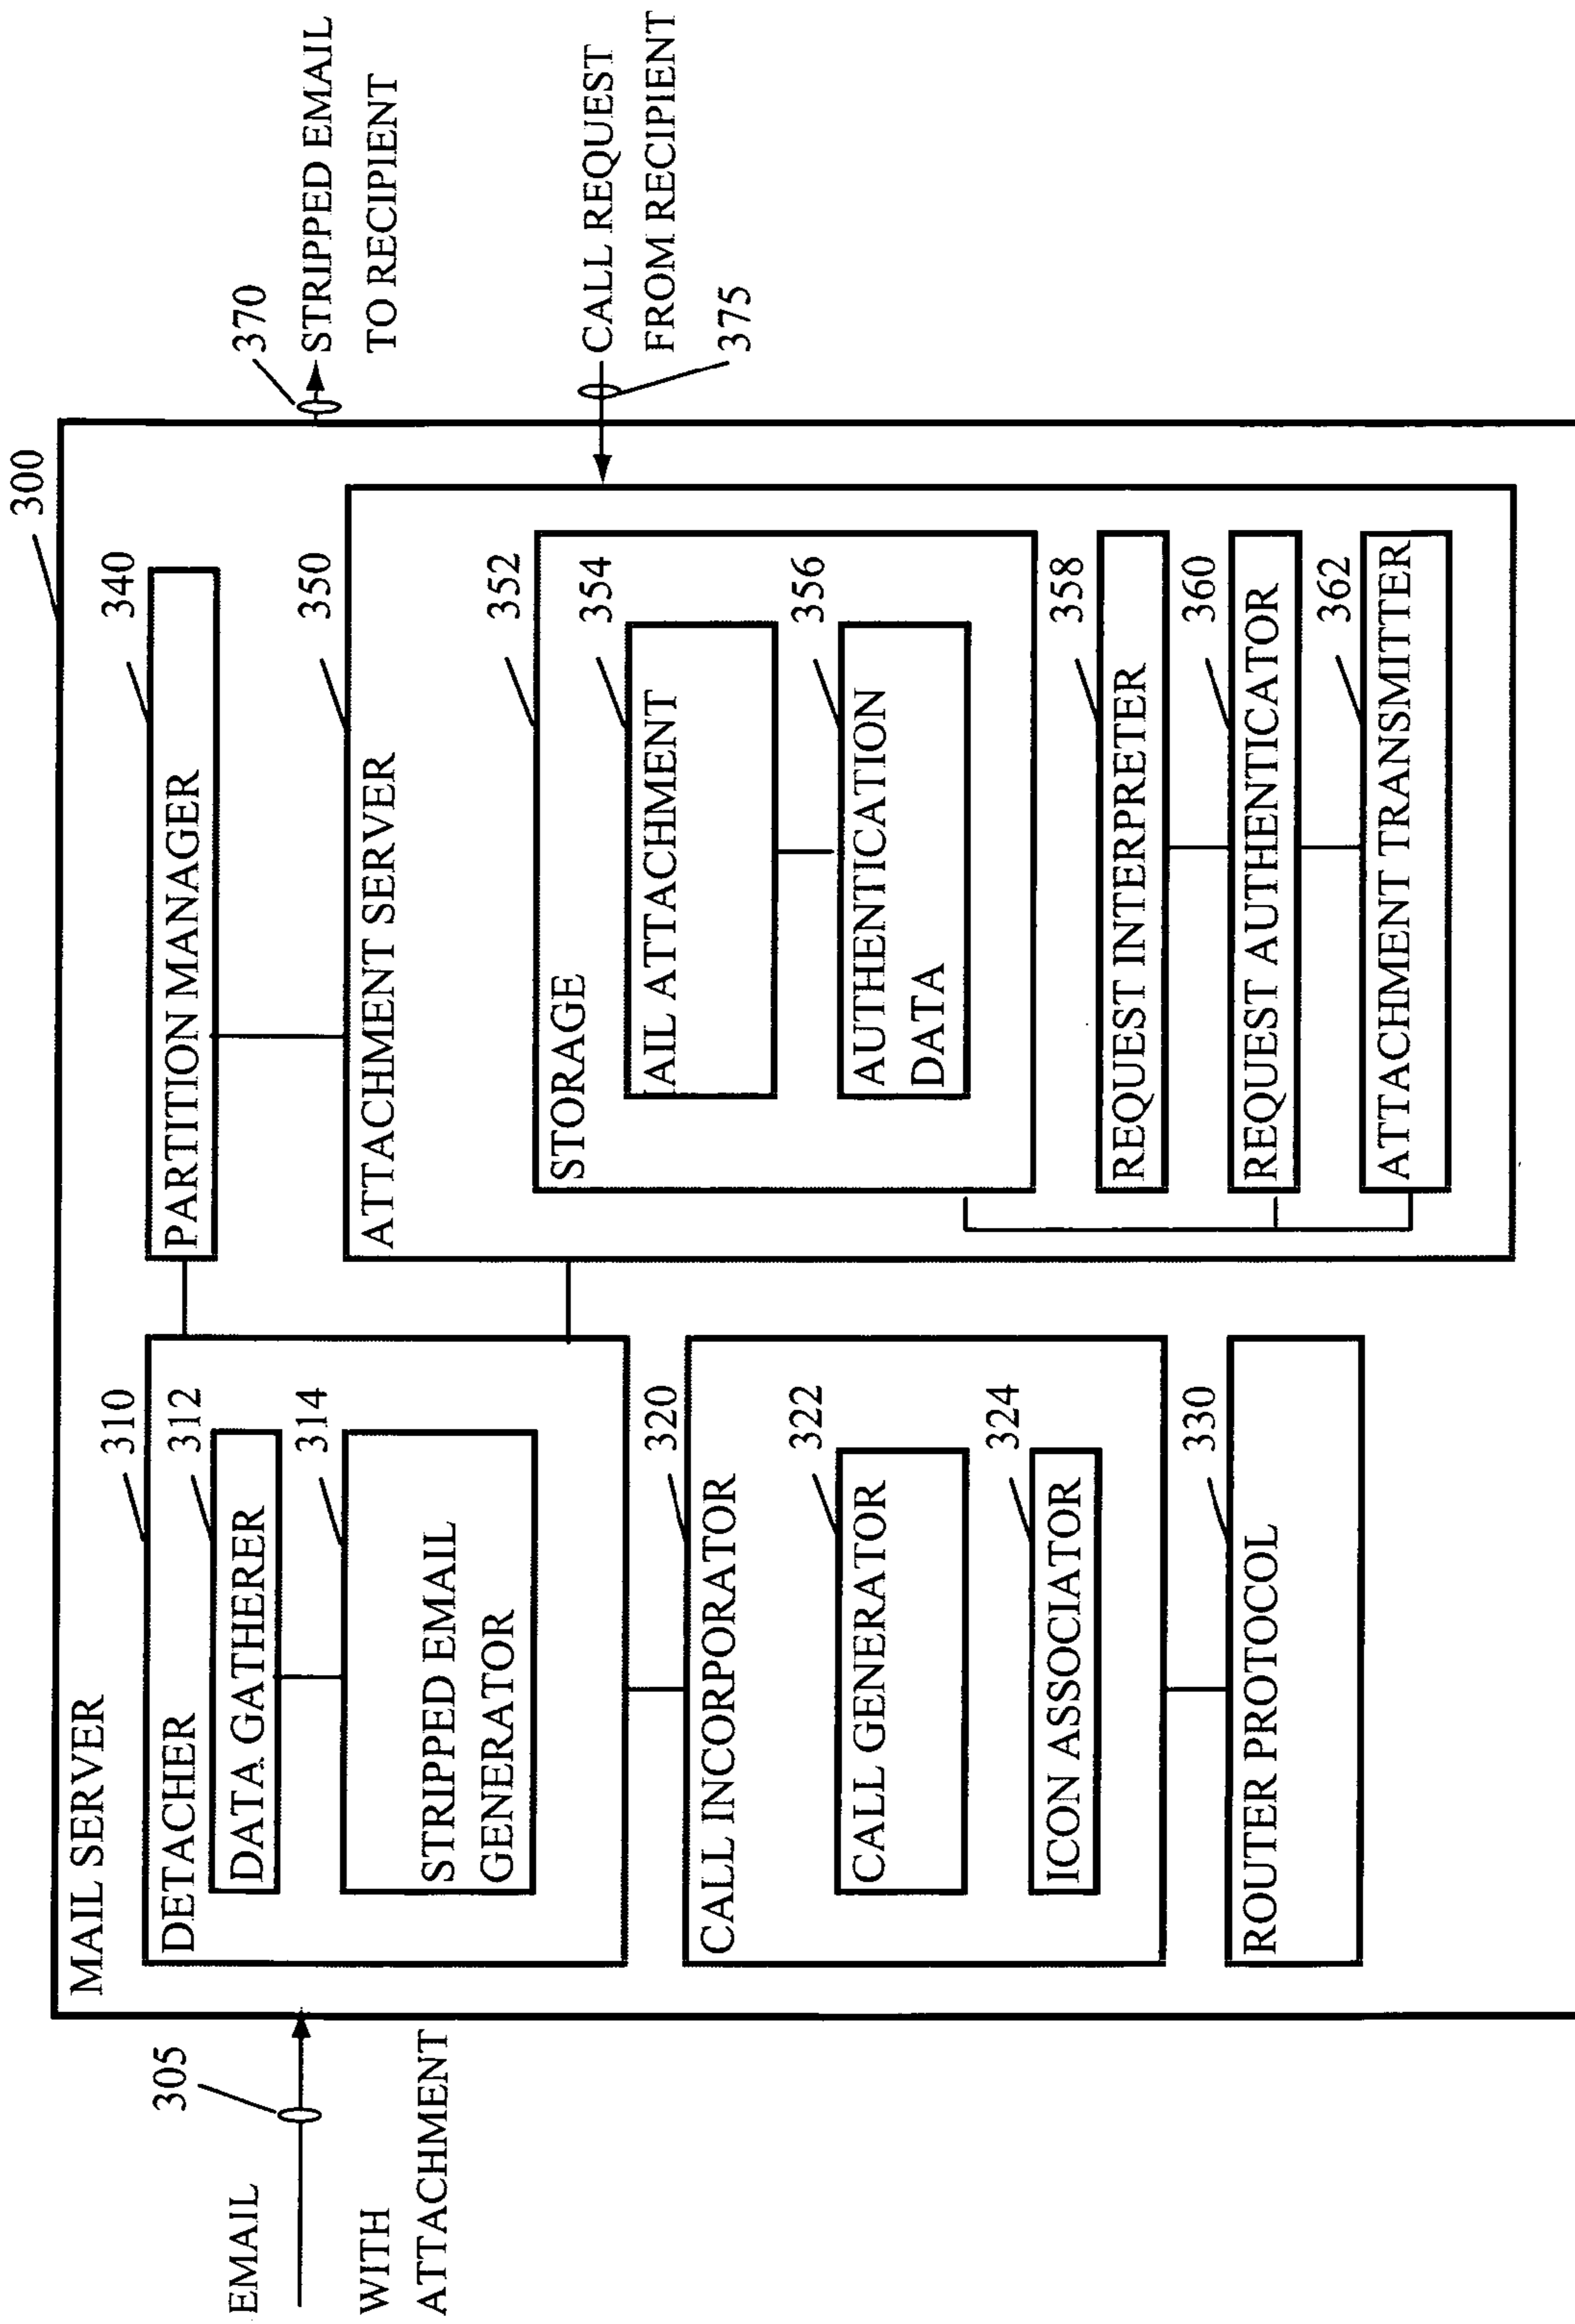 300
MAIL SERVER
EMAIL
305
WITH
ATTACHMENT
310
DETACHER
312
DATA GATHERER
314
STRIPPED EMAIL
GENERATOR
320
CALL INCORPORATOR
322
CALL GENERATOR
324
ICON ASSOCIATOR
330
ROUTER PROTOCOL
340
PARTITION MANAGER
350
ATTACHMENT SERVER
352
STORAGE
354
AIL ATTACHMENT
356
AUTHENTICATION
DATA
358
REQUEST INTERPRETER
360
REQUEST AUTHENTICATOR
362
ATTACHMENT TRANSMITTER
370
STRIPPED EMAIL
TO RECIPIENT
CALL REQUEST
FROM RECIPIENT
375